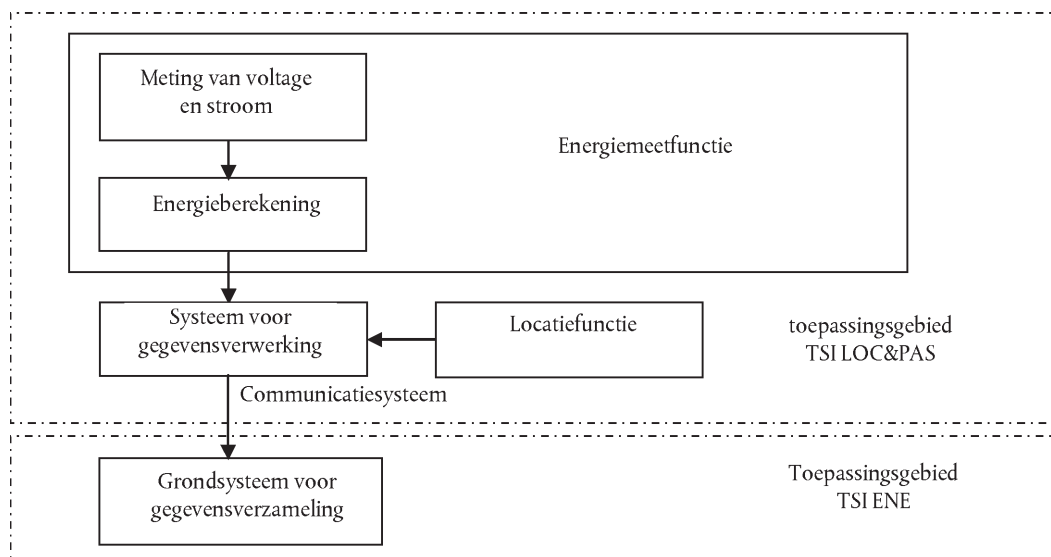 Meting van voltage
en stroom
Energiemeetfunctie
Energieberekening
Systeem voor
gegevensverwerking
Locatiefunctie
toepassingsgebied
TSI LOC&PAS
Communicatiesysteem
Grondsysteem voor
gegevensverzameling
Toepassingsgebied
TSI ENE